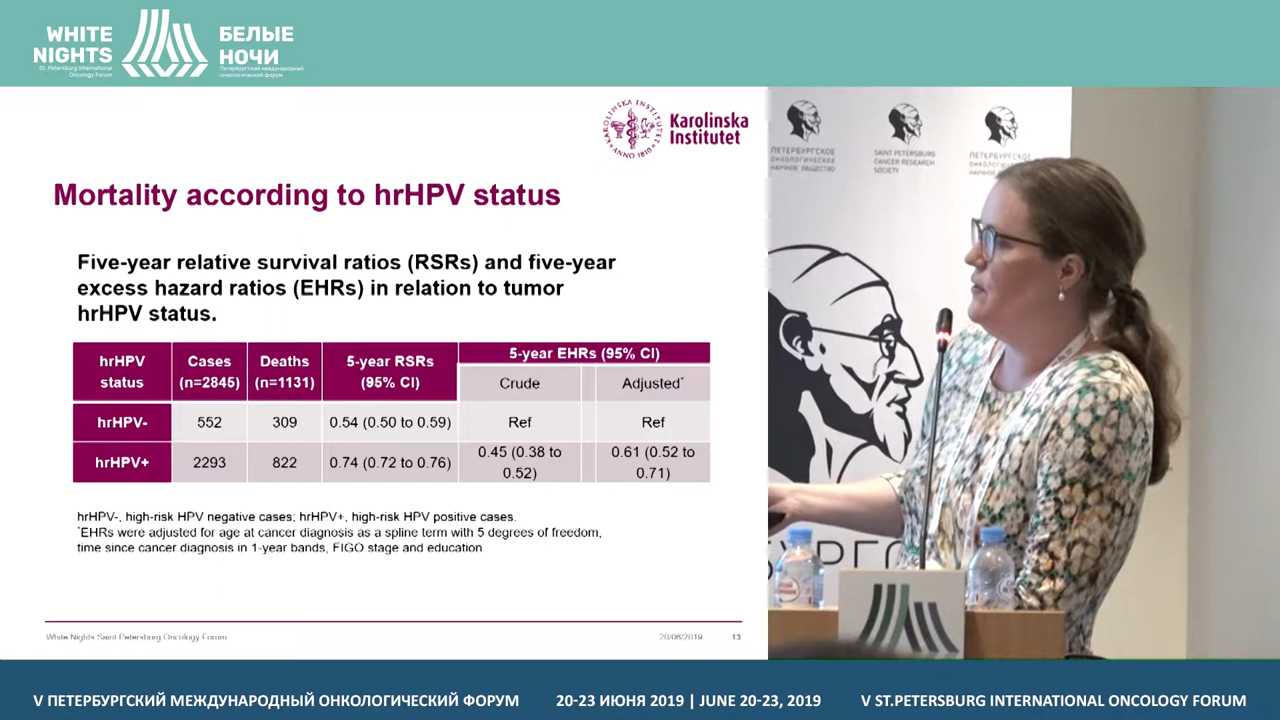 WHITE
NIGHTS
St. Petersburg International
Oncology Forum
БЕЛЫЕ
НОЧИ
Петербургский международный
онкологический форум
KAROLINSKA INSTITUTET
ANNO 1810
Karolinska
Institutet
Mortality according to hrHPV status
Five-year relative survival ratios (RSRs) and five-year
excess hazard ratios (EHRs) in relation to tumor
hrHPV status.
hrHPV status Cases (n=2845) Deaths (n=1131) 5-year RSRs (95% CI) 5-year EHRs (95% CI)
Crude Adjusted*
hrHPV- 552 309 0.54 (0.50 to 0.59) Ref Ref
hrHPV+ 2293 822 0.74 (0.72 to 0.76) 0.45 (0.38 to 0.52) 0.61 (0.52 to 0.71)
hrHPV-, high-risk HPV negative cases; hrHPV+, high-risk HPV positive cases.
*EHRs were adjusted for age at cancer diagnosis as a spline term with 5 degrees of freedom,
time since cancer diagnosis in 1-year bands, FIGO stage and education
White Nights Saint Petersburg Oncology Forum 20/06/2019 13
ПЕТЕРБУРГСКОЕ
ОНКОЛОГИЧЕСКОЕ
НАУЧНОЕ ОБЩЕСТВО
SAINT PETERSBURG
CANCER RESEARCH
SOCIETY
ПЕТЕРБУРГСКОЕ
V ПЕТЕРБУРГСКИЙ МЕЖДУНАРОДНЫЙ ОНКОЛОГИЧЕСКИЙ ФОРУМ 20-23 ИЮНЯ 2019 | JUNE 20-23, 2019 V ST.PETERSBURG INTERNATIONAL ONCOLOGY FORUM